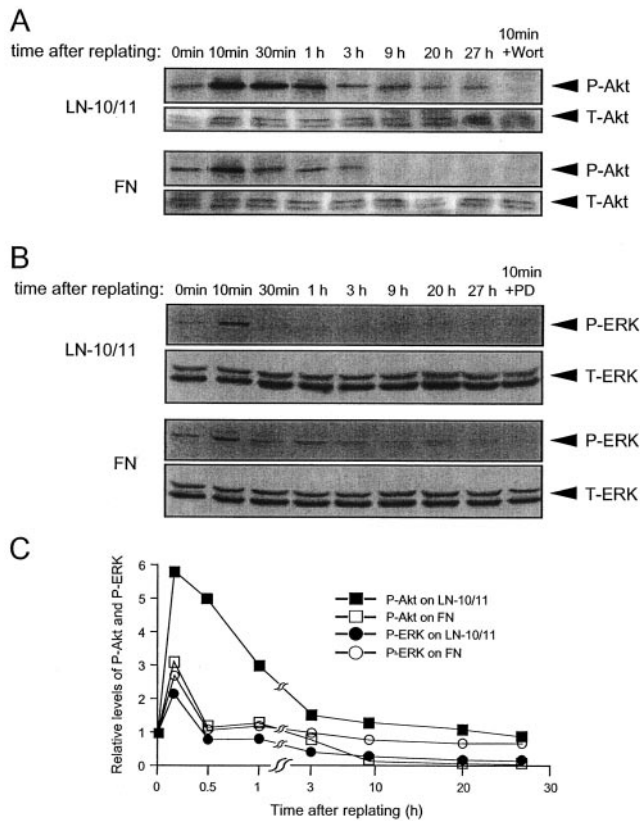 A
10min
time after replating: 0min 10min 30min 1 h 3 h 9 h 20 h 27 h +Wort
LN-10/11
P-Akt
T-Akt
FN
P-Akt
T-Akt
B
10min
time after replating: 0min 10min 30min 1 h 3 h 9 h 20 h 27 h +PD
LN-10/11
P-ERK
T-ERK
FN
P-ERK
T-ERK
C
Relative levels of P-Akt and P-ERK
6
5
4
3
2
1
0
P-Akt on LN-10/11
P-Akt on FN
P-ERK on LN-10/11
P-ERK on FN
0 0.5 1 3 10 20 30
Time after replating (h)